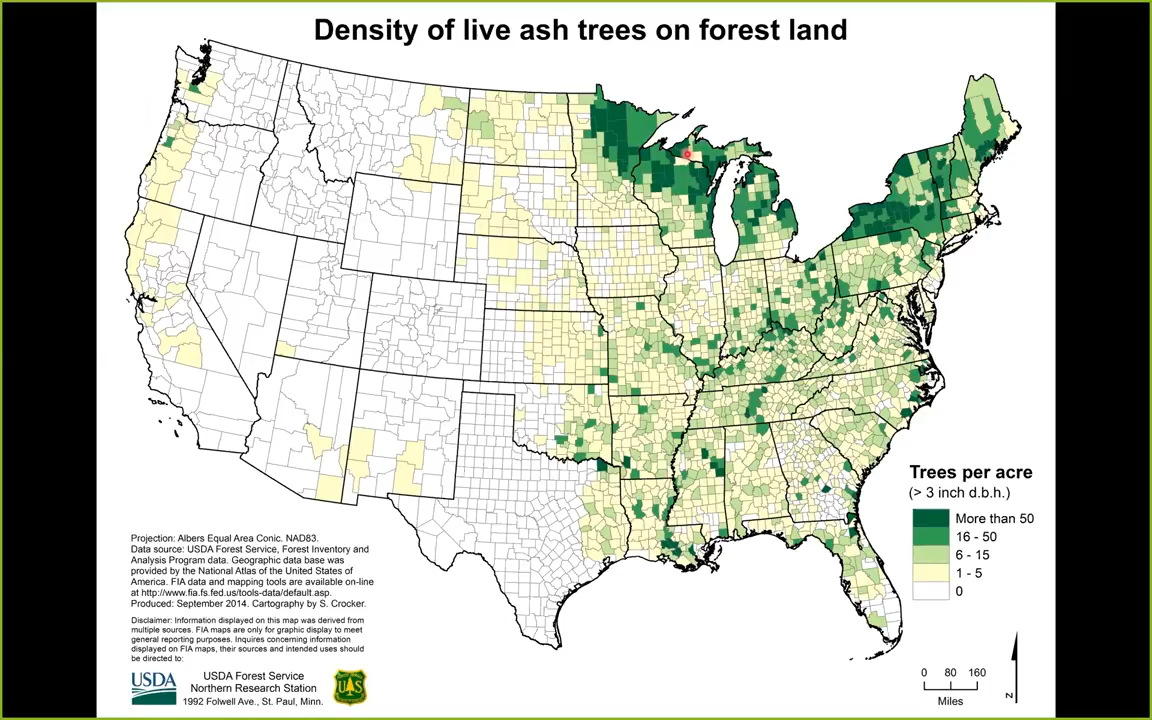 Density of live ash trees on forest land
Trees per acre
(> 3 inch d.b.h.)
More than 50
16 - 50
6 - 15
1 - 5
0
Projection: Albers Equal Area Conic. NAD83.
Data source: USDA Forest Service, Forest Inventory and
Analysis Program data. Geographic data base was
provided by the National Atlas of the United States of
America. FIA data and mapping tools are available on-line
at http://www.fia.fs.fed.us/tools-data/default.asp.
Produced: September 2014. Cartography by S. Crocker.
Disclaimer: Information displayed on this map was derived from
multiple sources. FIA maps are only for graphic display to meet
general reporting purposes. Inquires concerning information
displayed on FIA maps, their sources and intended uses should
be directed to:
USDA
USDA Forest Service
Northern Research Station
1992 Folwell Ave., St. Paul, Minn.
UAS
0 80 160
Miles
N